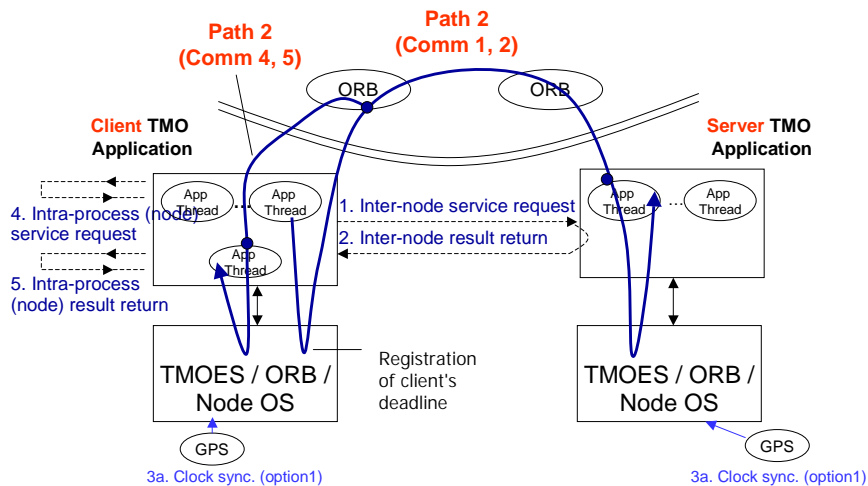 Path 2
(Comm 4, 5)
Path 2
(Comm 1, 2)
ORB
ORB
Client TMO
Application
Server TMO
Application
App
Thread
...
App
Thread
App
Thread
4. Intra-process (node)
service request
5. Intra-process
(node) result return
1. Inter-node service request
2. Inter-node result return
App
Thread
...
App
Thread
TMOES / ORB /
Node OS
Registration
of client's
deadline
TMOES / ORB /
Node OS
GPS
3a. Clock sync. (option1)
GPS
3a. Clock sync. (option1)